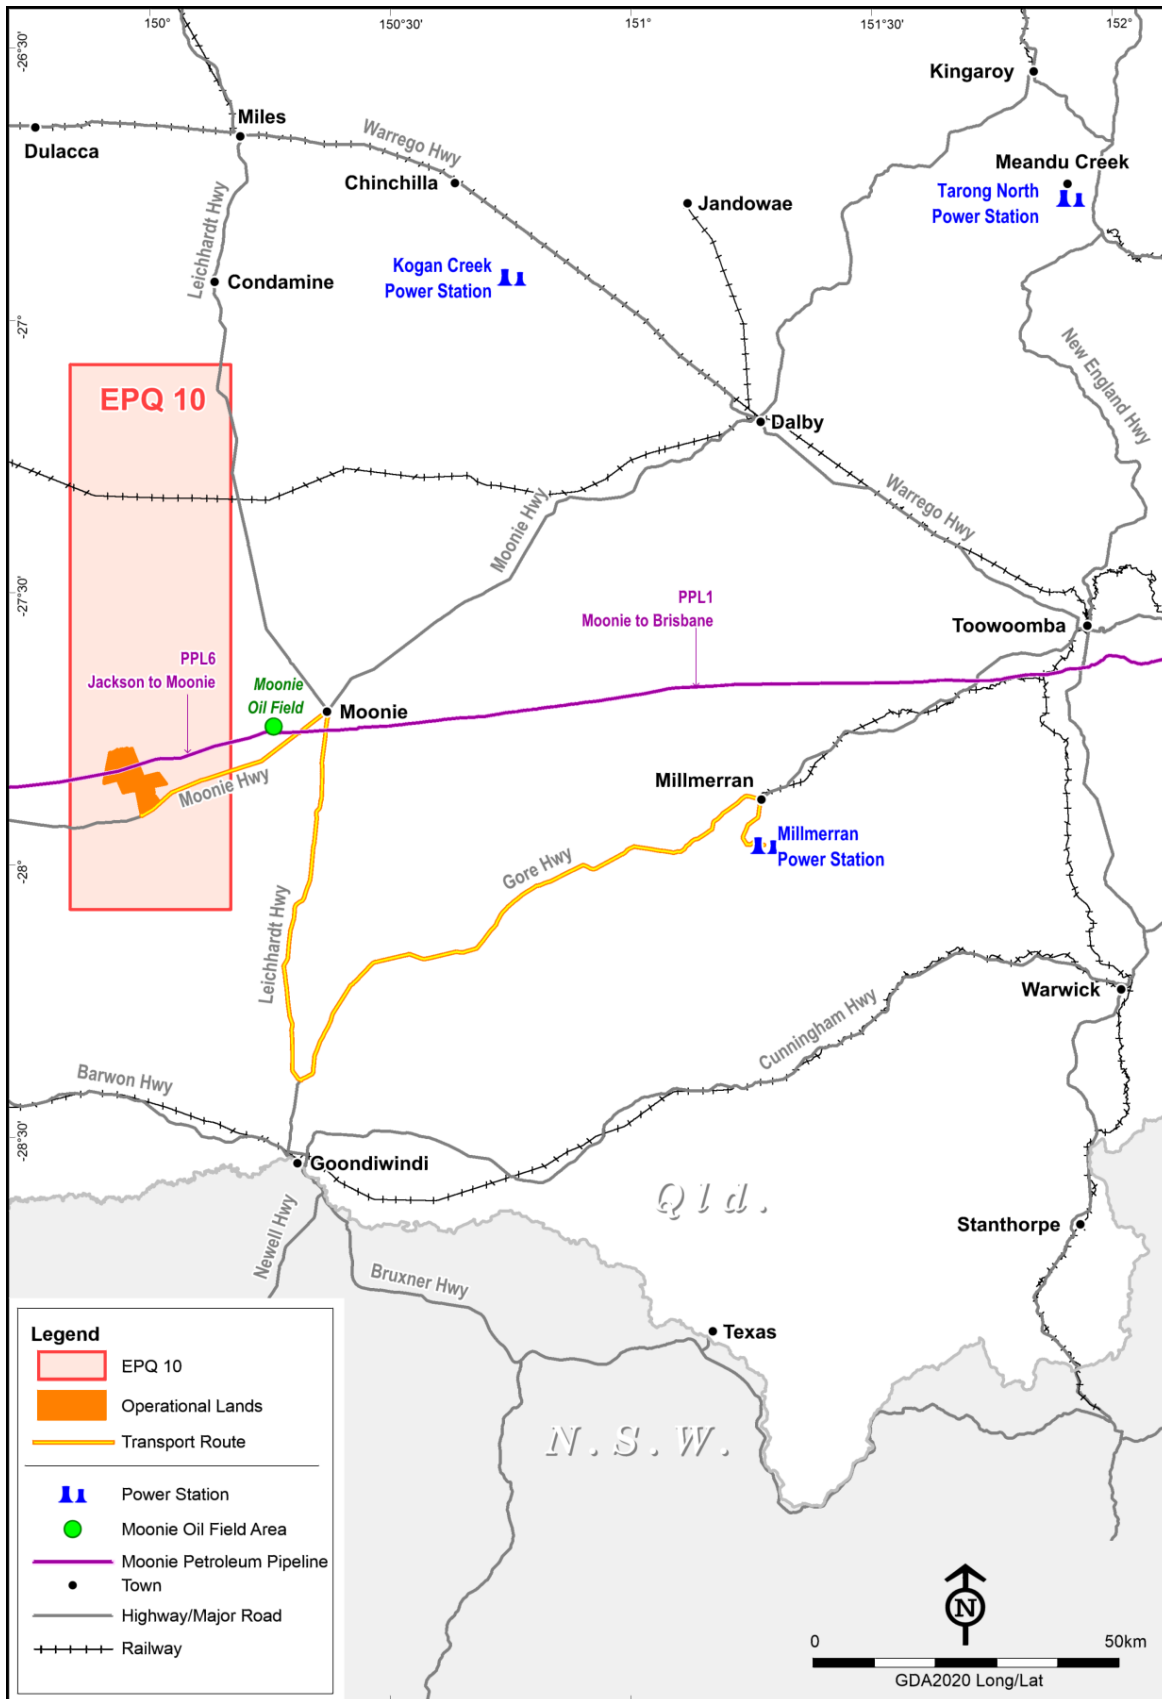 150°
150°30'
151°
151°30'
152°
-26°30'
-27°
-27°30'
-28°
-28°30'
Kingaroy
Miles
Dulacca
Warrego Hwy
Chinchilla
Meandu Creek
Tarong North
Power Station
Jandowae
Leichhardt Hwy
Condamine
Kogan Creek
Power Station
New England Hwy
EPQ 10
Dalby
Warrego Hwy
Moonie Hwy
PPL1
Moonie to Brisbane
Toowoomba
PPL6
Jackson to Moonie
Moonie
Oil Field
Moonie
Moonie Hwy
Millmerran
Millmerran
Power Station
Gore Hwy
Leichhardt Hwy
Warwick
Cunningham Hwy
Barwon Hwy
Goondiwindi
Qld.
Stanthorpe
Newell Hwy
Bruxner Hwy
Texas
N.S.W.
Legend
EPQ 10
Operational Lands
Transport Route
Power Station
Moonie Oil Field Area
Moonie Petroleum Pipeline
Town
Highway/Major Road
Railway
N
0 50km
GDA2020 Long/Lat